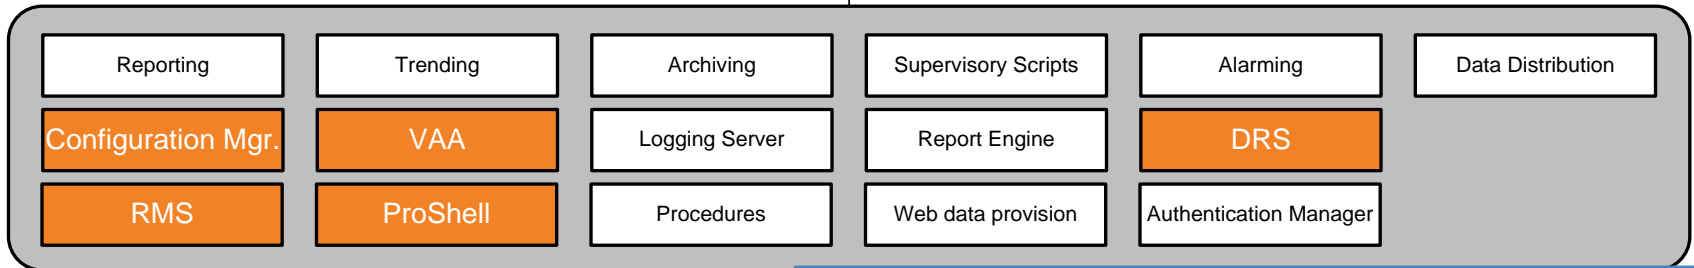 Reporting
Trending
Archiving
Supervisory Scripts
Alarming
Data Distribution
Configuration Mgr.
VAA
Logging Server
Report Engine
DRS
RMS
ProShell
Procedures
Web data provision
Authentication Manager